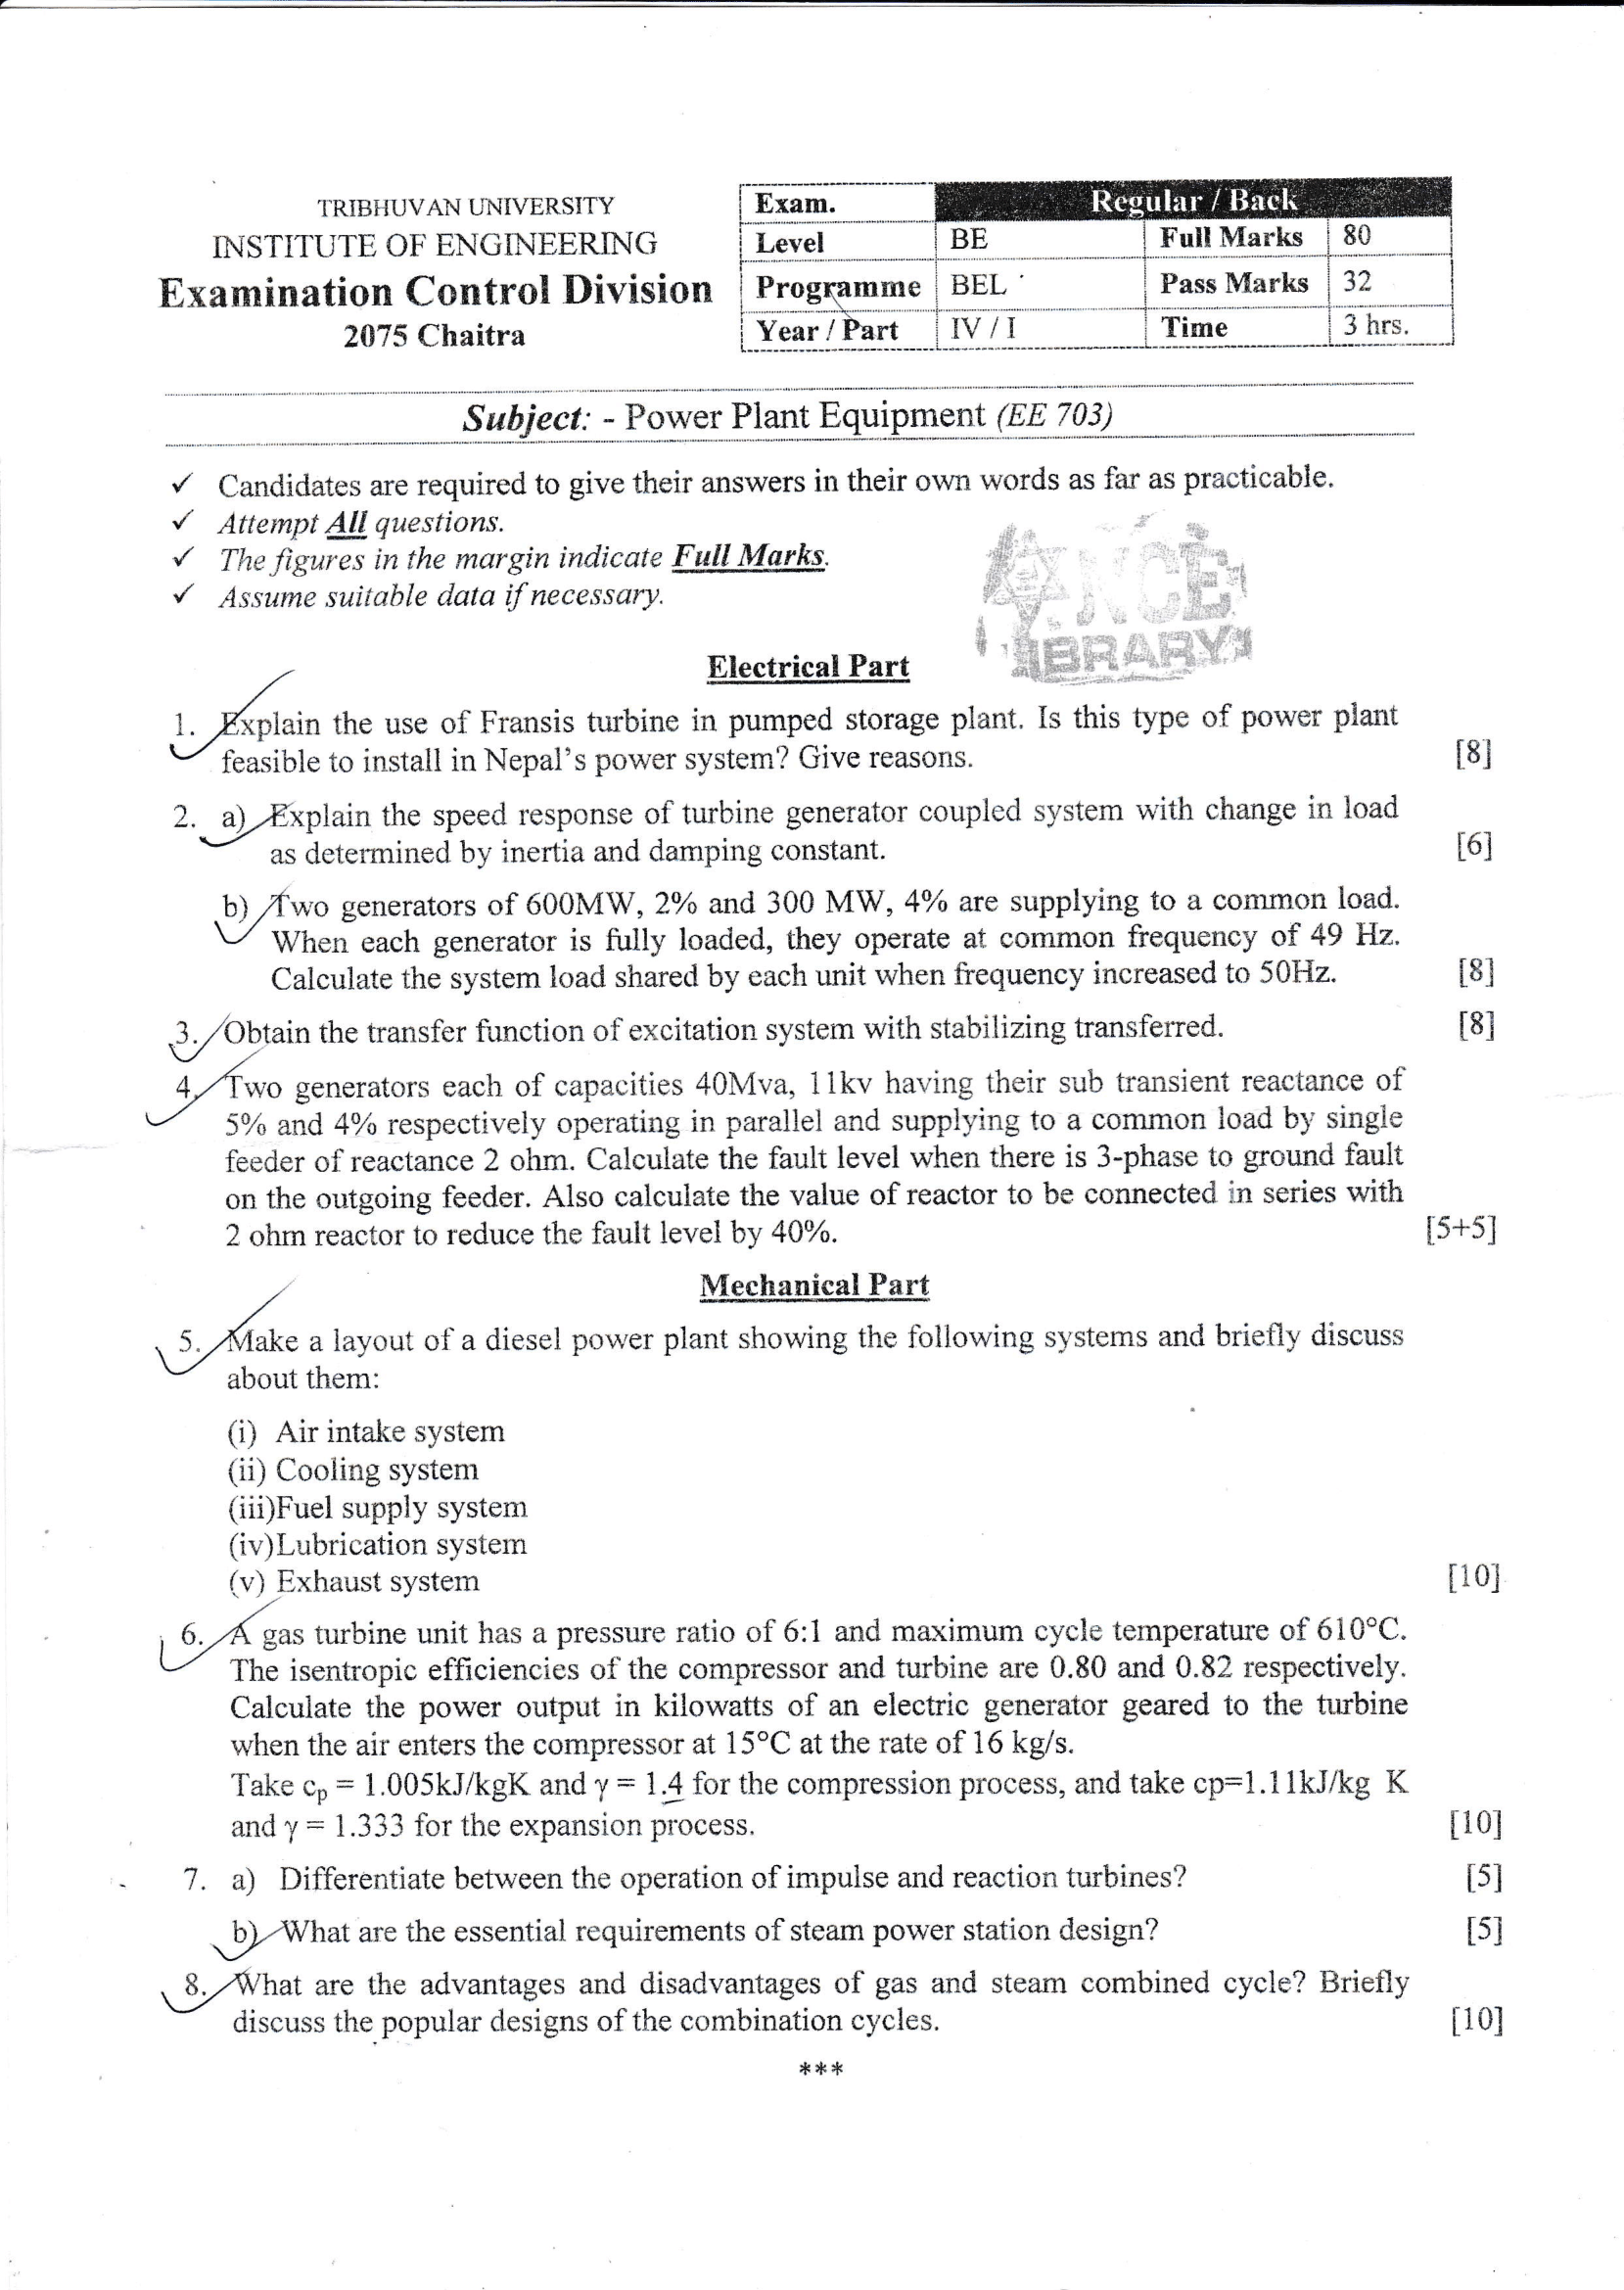 TRIBHUVAN UNIVERSITY
INSTITUTE OF ENGINEERING
Examination Control Division
2075 Chaitra
Exam. Regular / Back
Level BE Full Marks 80
Programme BEL Pass Marks 32
Year / Part IV / I Time 3 hrs.
Subject: - Power Plant Equipment (EE 703)
✓ Candidates are required to give their answers in their own words as far as practicable.
✓ Attempt All questions.
✓ The figures in the margin indicate Full Marks.
✓ Assume suitable data if necessary.
NCE
LIBRARY
Electrical Part
1. Explain the use of Fransis turbine in pumped storage plant. Is this type of power plant
feasible to install in Nepal's power system? Give reasons. [8]
2. a) Explain the speed response of turbine generator coupled system with change in load
as determined by inertia and damping constant. [6]
b) Two generators of 600MW, 2% and 300 MW, 4% are supplying to a common load.
When each generator is fully loaded, they operate at common frequency of 49 Hz.
Calculate the system load shared by each unit when frequency increased to 50Hz. [8]
3. Obtain the transfer function of excitation system with stabilizing transferred. [8]
4. Two generators each of capacities 40Mva, 11kv having their sub transient reactance of
5% and 4% respectively operating in parallel and supplying to a common load by single
feeder of reactance 2 ohm. Calculate the fault level when there is 3-phase to ground fault
on the outgoing feeder. Also calculate the value of reactor to be connected in series with
2 ohm reactor to reduce the fault level by 40%. [5+5]
Mechanical Part
5. Make a layout of a diesel power plant showing the following systems and briefly discuss
about them:
(i) Air intake system
(ii) Cooling system
(iii)Fuel supply system
(iv)Lubrication system
(v) Exhaust system [10]
6. A gas turbine unit has a pressure ratio of 6:1 and maximum cycle temperature of 610°C.
The isentropic efficiencies of the compressor and turbine are 0.80 and 0.82 respectively.
Calculate the power output in kilowatts of an electric generator geared to the turbine
when the air enters the compressor at 15°C at the rate of 16 kg/s.
Take cp = 1.005kJ/kgK and γ = 1.4 for the compression process, and take cp=1.11kJ/kg K
and γ = 1.333 for the expansion process. [10]
7. a) Differentiate between the operation of impulse and reaction turbines? [5]
b) What are the essential requirements of steam power station design? [5]
8. What are the advantages and disadvantages of gas and steam combined cycle? Briefly
discuss the popular designs of the combination cycles. [10]
***